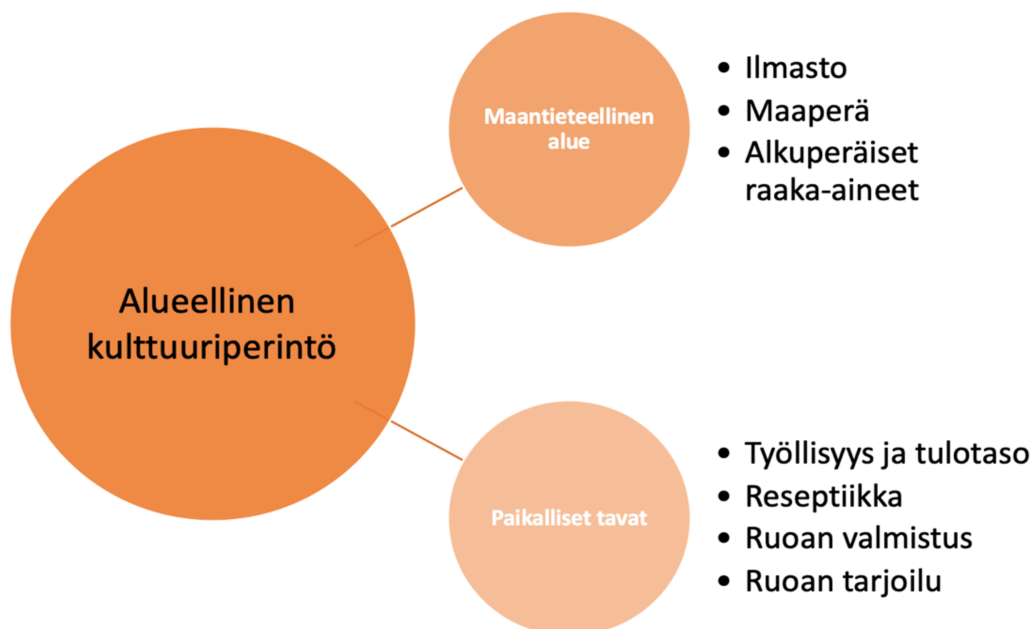 Alueellinen
kulttuuriperintö
Maantieteellinen
alue
• Ilmasto
• Maaperä
• Alkuperäiset
raaka-aineet
Paikalliset tavat
• Työllisyys ja tulotaso
• Reseptiikka
• Ruoan valmistus
• Ruoan tarjoilu